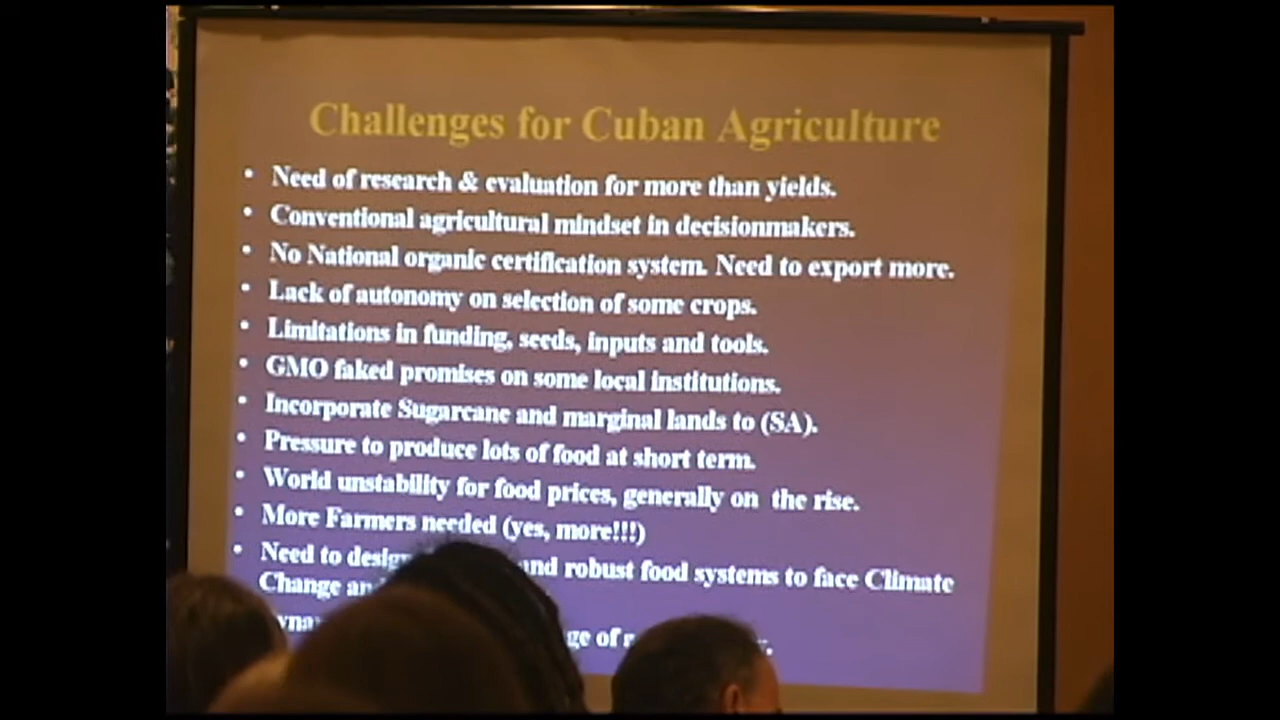 Challenges for Cuban Agriculture
• Need of research & evaluation for more than yields.
• Conventional agricultural mindset in decisionmakers.
• No National organic certification system. Need to export more.
• Lack of autonomy on selection of some crops.
• Limitations in funding, seeds, inputs and tools.
• GMO faked promises on some local institutions.
• Incorporate Sugarcane and marginal lands to (SA).
• Pressure to produce lots of food at short term.
• World unstability for food prices, generally on the rise.
• More Farmers needed (yes, more!!!)
• Need to and robust food systems to face Climate
Change
of